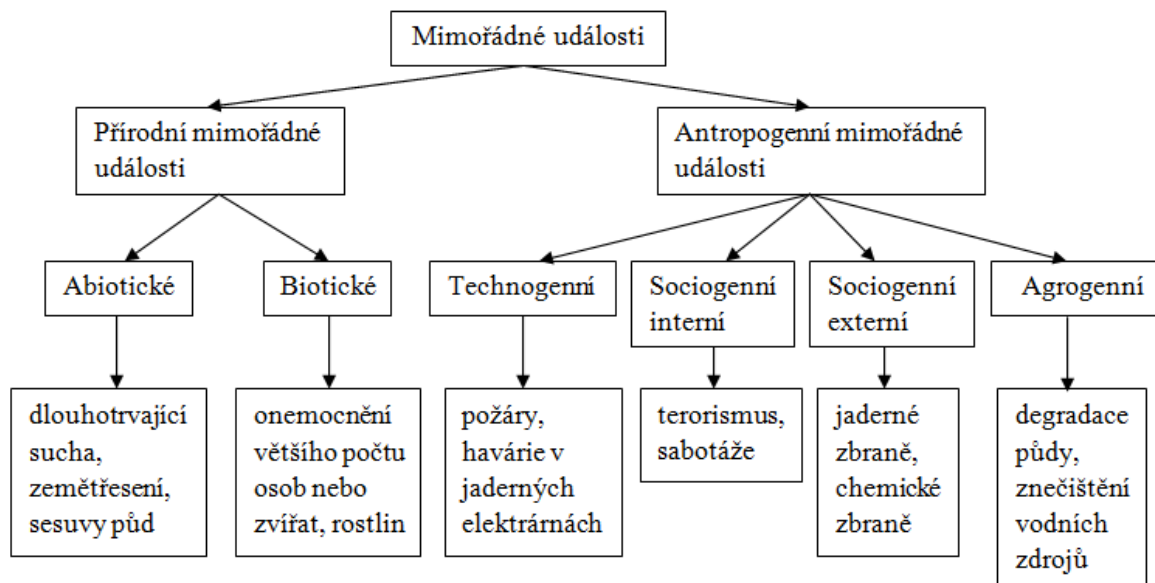 Mimořádné události
Přírodní mimořádné
události
Antropogenní mimořádné
události
Abiotické
Biotické
Technogenní
Sociogenní
interní
Sociogenní
externí
Agrogenní
dlouhotrvající
sucha,
zemětřesení,
sesuvy půd
onemocnění
většího počtu
osob nebo
zvířat, rostlin
požáry,
havárie v
jaderných
elektrárnách
terorismus,
sabotáže
jaderné
zbraně,
chemické
zbraně
degradace
půdy,
znečištění
vodních
zdrojů